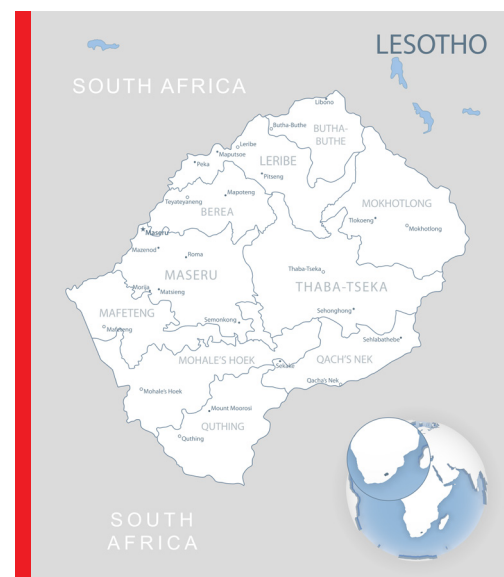 LESOTHO
SOUTH AFRICA
Libono
Butha-Buthe
BUTHA-
BUTHE
Leribe
Maputsoe
LERIBE
Peka
Pitseng
Mapoteng
Teyateyaneng
BEREA
MOKHOTLONG
Tlokoeng
Mokhotlong
Maseru
Mazenod
Roma
MASERU
Thaba-Tseka
THABA-TSEKA
Morija
Matsieng
Sehonghong
MAFETENG
Semonkong
Mafeteng
Sehlabathebe
MOHALE'S HOEK
QACH'S NEK
Sekake
Qacha's Nek
Mohale's Hoek
Mount Moorosi
QUTHING
Quthing
SOUTH
AFRICA